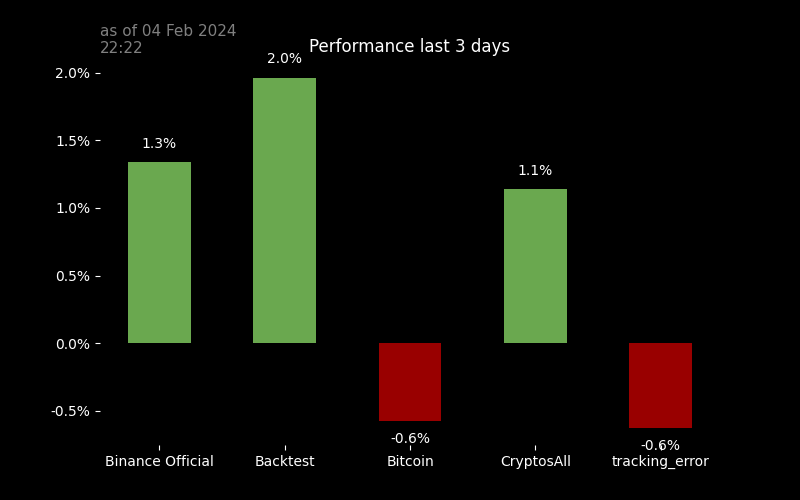 as of 04 Feb 2024
22:22
Performance last 3 days
2.0%
1.5%
1.0%
0.5%
0.0%
-0.5%
1.3%
2.0%
-0.6%
1.1%
-0.6%
Binance Official
Backtest
Bitcoin
CryptosAll
tracking_error